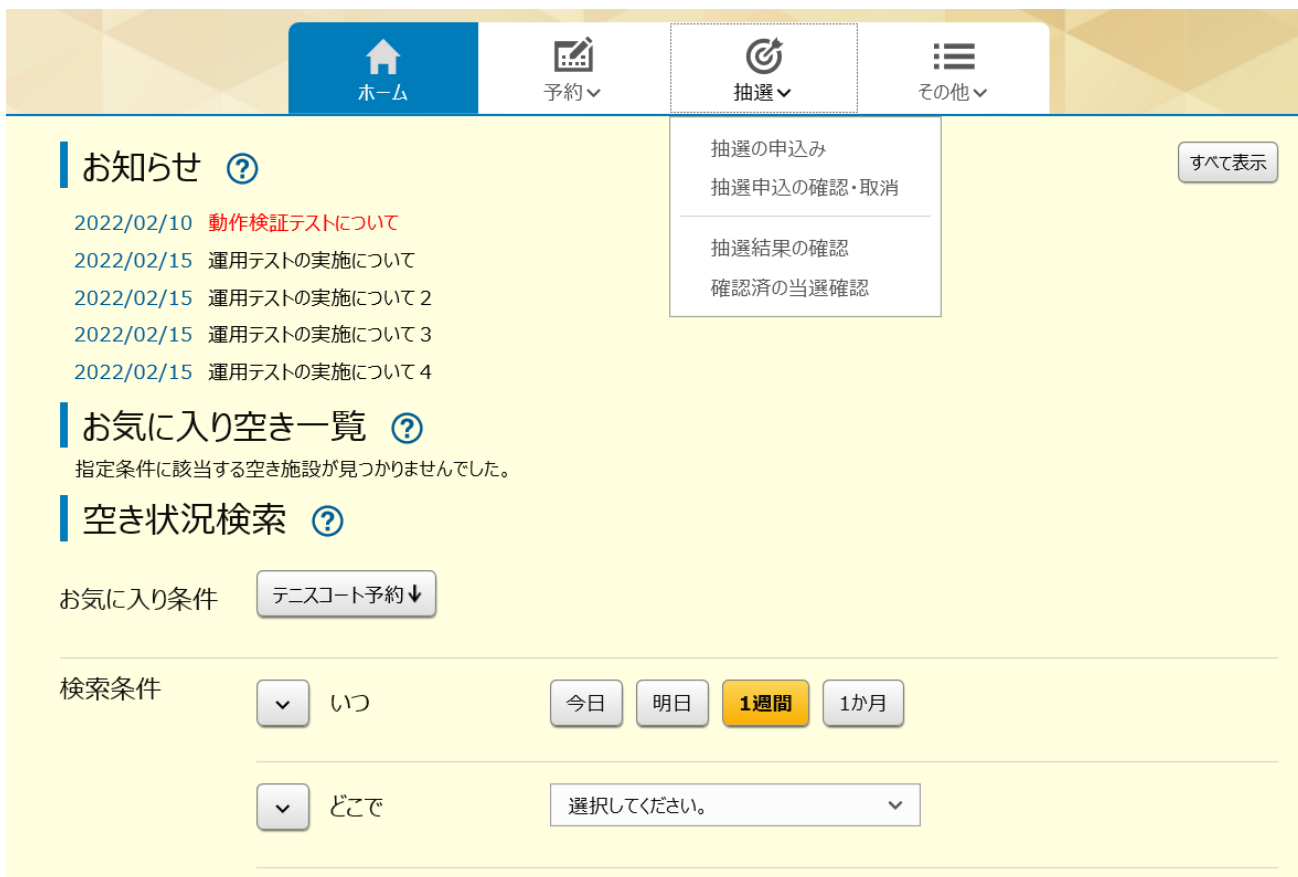 ホーム
予約
抽選
その他
抽選の申込み
抽選申込の確認・取消
抽選結果の確認
確認済の当選確認
お知らせ ?
すべて表示
2022/02/10 動作検証テストについて
2022/02/15 運用テストの実施について
2022/02/15 運用テストの実施について２
2022/02/15 運用テストの実施について３
2022/02/15 運用テストの実施について４
お気に入り空き一覧 ?
指定条件に該当する空き施設が見つかりませんでした。
空き状況検索 ?
お気に入り条件 テニスコート予約↓
検索条件 いつ 今日 明日 1週間 1か月
どこで 選択してください。